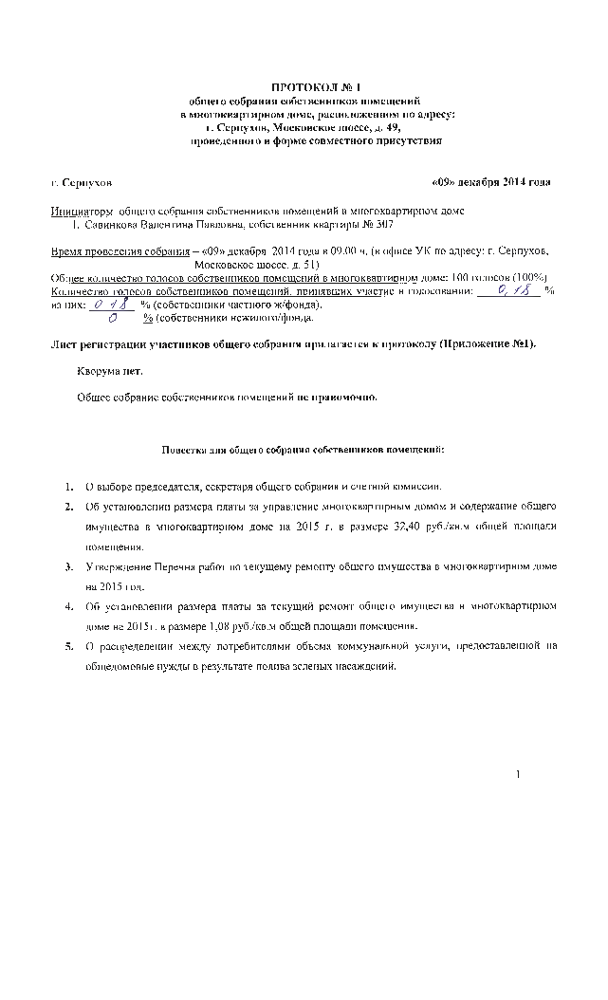 ПРОТОКОЛ № 1
общего собрания собственников помещений
в многоквартирном доме, расположенном по адресу:
г. Серпухов, Московское шоссе, д. 49,
проведенного в форме совместного присутствия
г. Серпухов «09» декабря 2014 года
Инициаторы общего собрания собственников помещений в многоквартирном доме
1. Савинкова Валентина Павловна, собственник квартиры № 307
Время проведения собрания – «09» декабря 2014 года в 09.00 ч. (в офисе УК по адресу: г. Серпухов,
Московское шоссе, д. 51)
Общее количество голосов собственников помещений в многоквартирном доме: 100 голосов (100%)
Количество голосов собственников помещений, принявших участие в голосовании: 0,18 %
из них: 0,18 % (собственники частного ж/фонда).
0 % (собственники нежилого/фонда.
Лист регистрации участников общего собрания прилагается к протоколу (Приложение №1).
Кворума нет.
Общее собрание собственников помещений не правомочно.
Повестка для общего собрания собственников помещений:
1. О выборе председателя, секретаря общего собрания и счетной комиссии.
2. Об установлении размера платы за управление многоквартирным домом и содержание общего
имущества в многоквартирном доме на 2015 г. в размере 32,40 руб./кв.м общей площади
помещения.
3. Утверждение Перечня работ по текущему ремонту общего имущества в многоквартирном доме
на 2015 год.
4. Об установлении размера платы за текущий ремонт общего имущества в многоквартирном
доме на 2015г. в размере 1,08 руб./кв.м общей площади помещения.
5. О распределении между потребителями объема коммунальной услуги, предоставленной на
общедомовые нужды в результате полива зеленых насаждений.
1